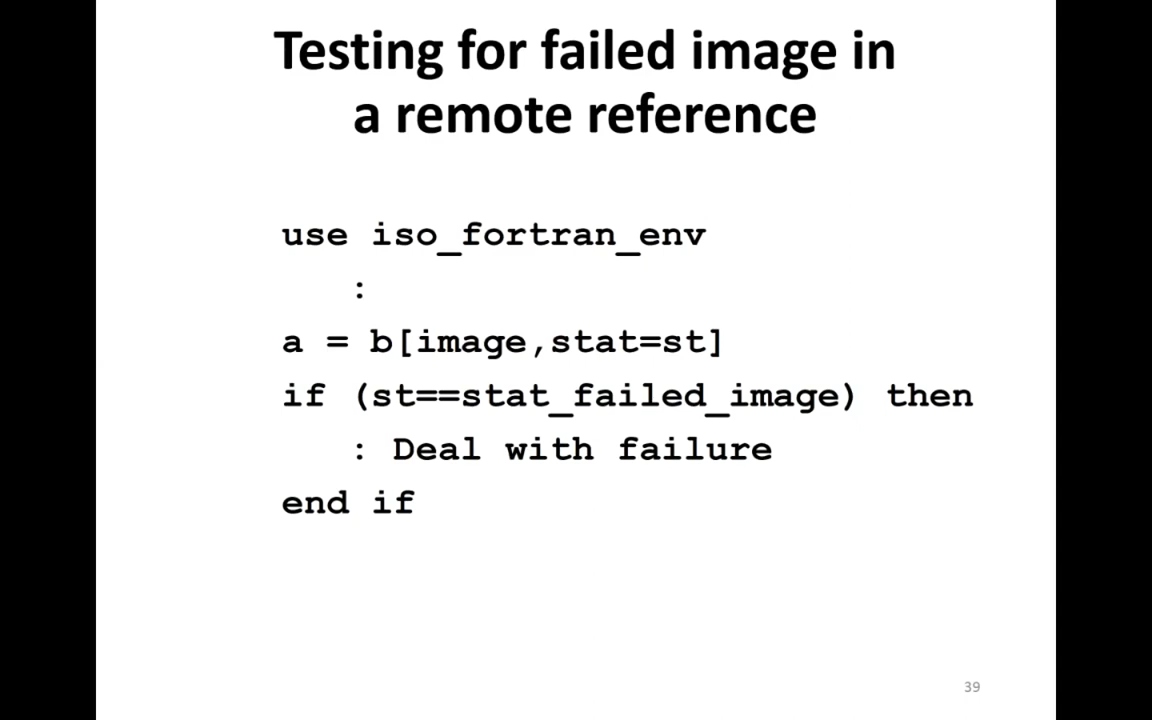 Testing for failed image in
a remote reference
use iso_fortran_env
:
a = b[image,stat=st]
if (st==stat_failed_image) then
: Deal with failure
end if
39